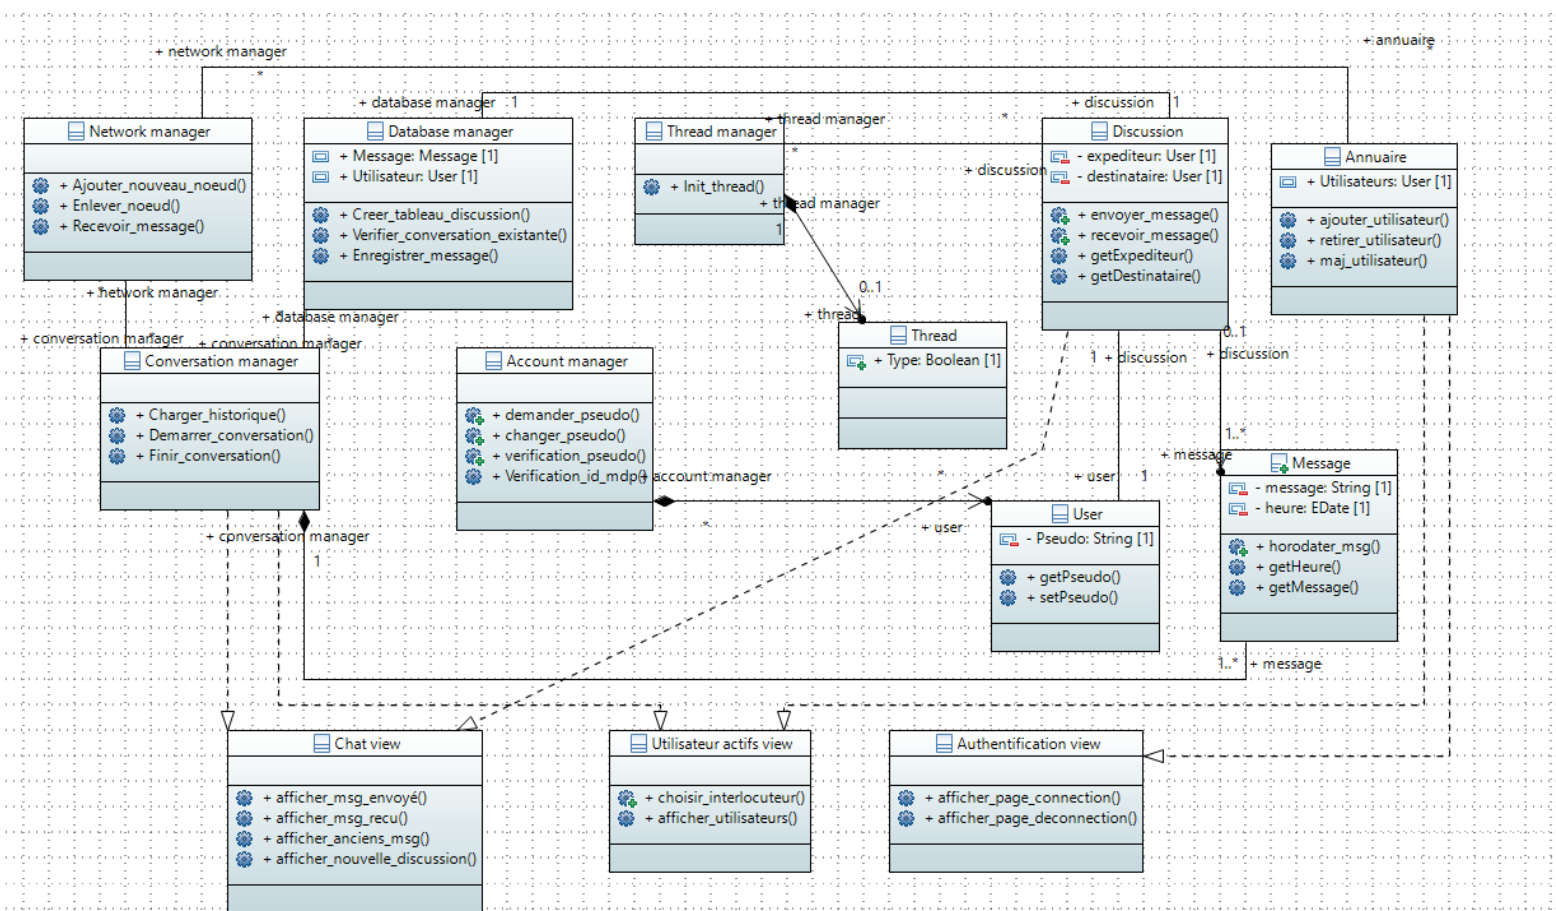 + annuaire
*
+ network manager
*
+ database manager 1
+ discussion 1
+ thread manager
*
*
+ discussion
Network manager
+ Ajouter_nouveau_noeud()
+ Enlever_noeud()
+ Recevoir_message()
Database manager
+ Message: Message [1]
+ Utilisateur: User [1]
+ Creer_tableau_discussion()
+ Verifier_conversation_existante()
+ Enregistrer_message()
Thread manager
+ Init_thread()
+ thread manager
1
Discussion
- expediteur: User [1]
- destinataire: User [1]
+ envoyer_message()
+ recevoir_message()
+ getExpediteur()
+ getDestinataire()
Annuaire
+ Utilisateurs: User [1]
+ ajouter_utilisateur()
+ retirer_utilisateur()
+ maj_utilisateur()
+ network manager
*
+ database manager
*
+ conversation manager
*
+ conversation manager
*
0..1
+ thread
Conversation manager
+ Charger_historique()
+ Demarrer_conversation()
+ Finir_conversation()
Account manager
+ demander_pseudo()
+ changer_pseudo()
+ verification_pseudo()
+ Verification_id_mdp()
Thread
+ Type: Boolean [1]
1 + discussion
0..1
+ discussion
1..*
+ message
+ account manager
*
*
+ user
+ user 1
User
- Pseudo: String [1]
+ getPseudo()
+ setPseudo()
Message
- message: String [1]
- heure: EDate [1]
+ horodater_msg()
+ getHeure()
+ getMessage()
+ conversation manager
1
1..* + message
Chat view
+ afficher_msg_envoyé()
+ afficher_msg_recu()
+ afficher_anciens_msg()
+ afficher_nouvelle_discussion()
Utilisateur actifs view
+ choisir_interlocuteur()
+ afficher_utilisateurs()
Authentification view
+ afficher_page_connection()
+ afficher_page_deconnection()